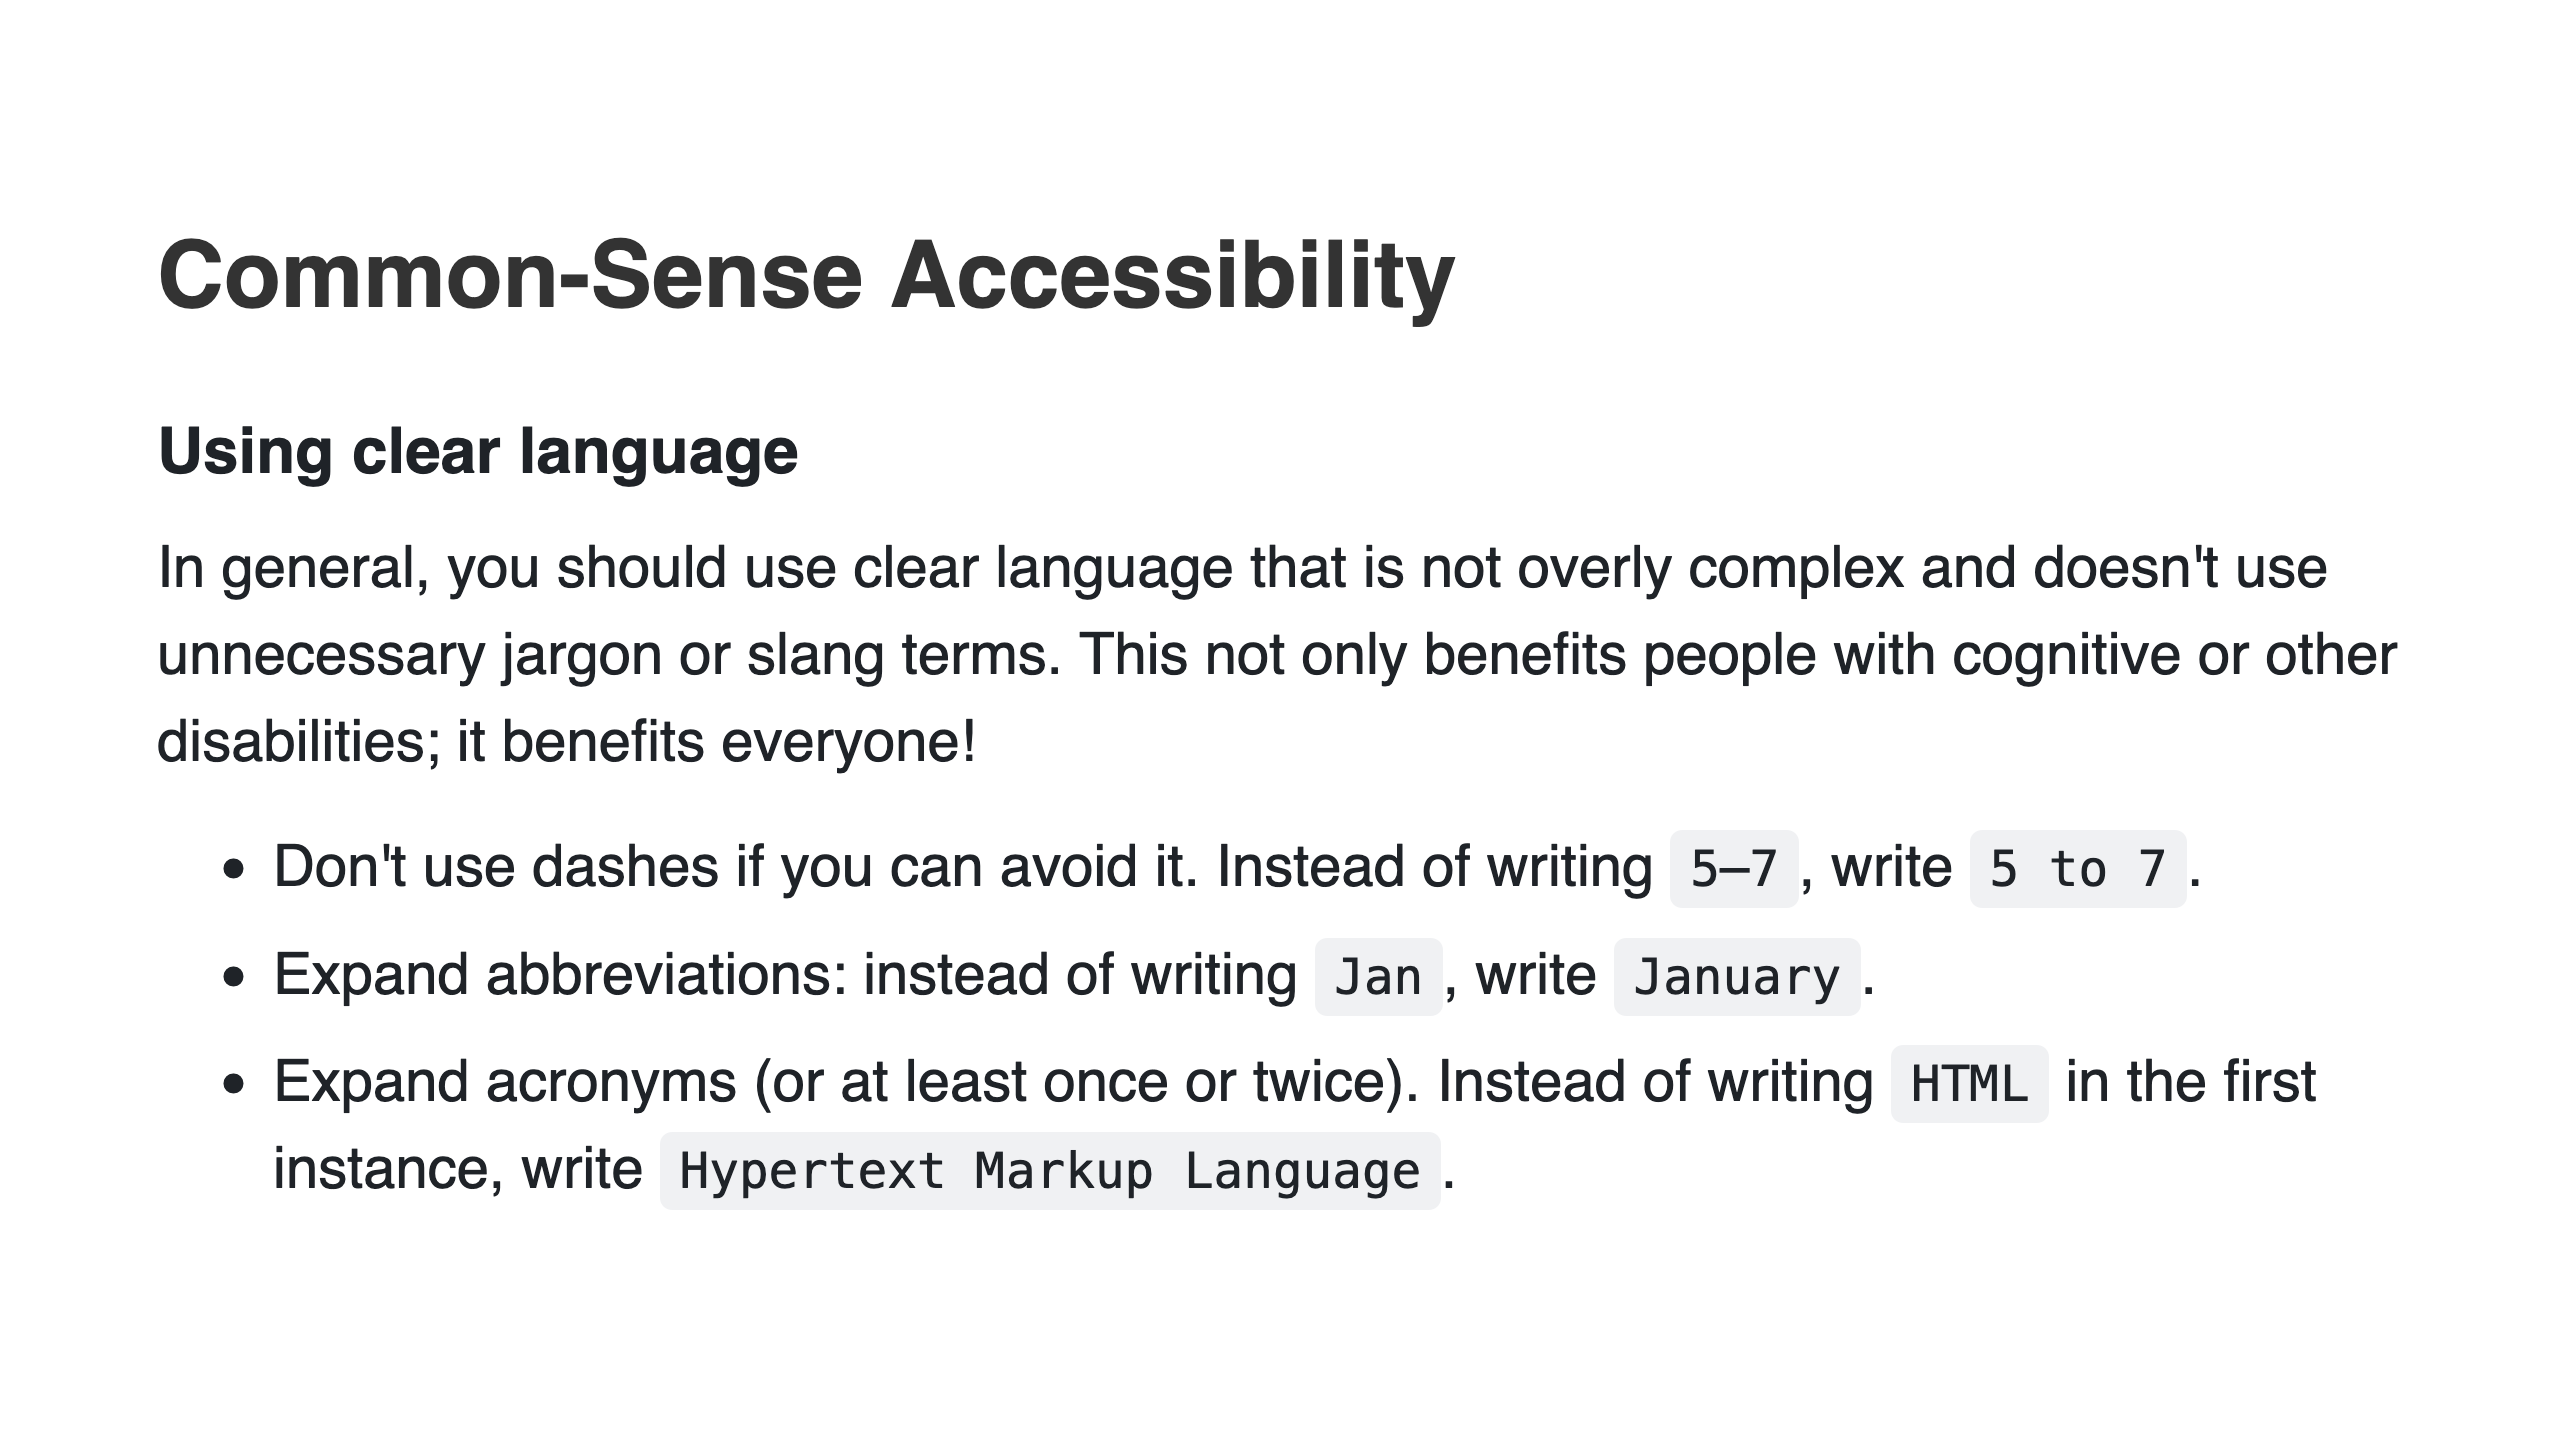 Common-Sense Accessibility
Using clear language
In general, you should use clear language that is not overly complex and doesn't use
unnecessary jargon or slang terms. This not only benefits people with cognitive or other
disabilities; it benefits everyone!
• Don't use dashes if you can avoid it. Instead of writing 5–7, write 5 to 7.
• Expand abbreviations: instead of writing Jan, write January.
• Expand acronyms (or at least once or twice). Instead of writing HTML in the first
instance, write Hypertext Markup Language.